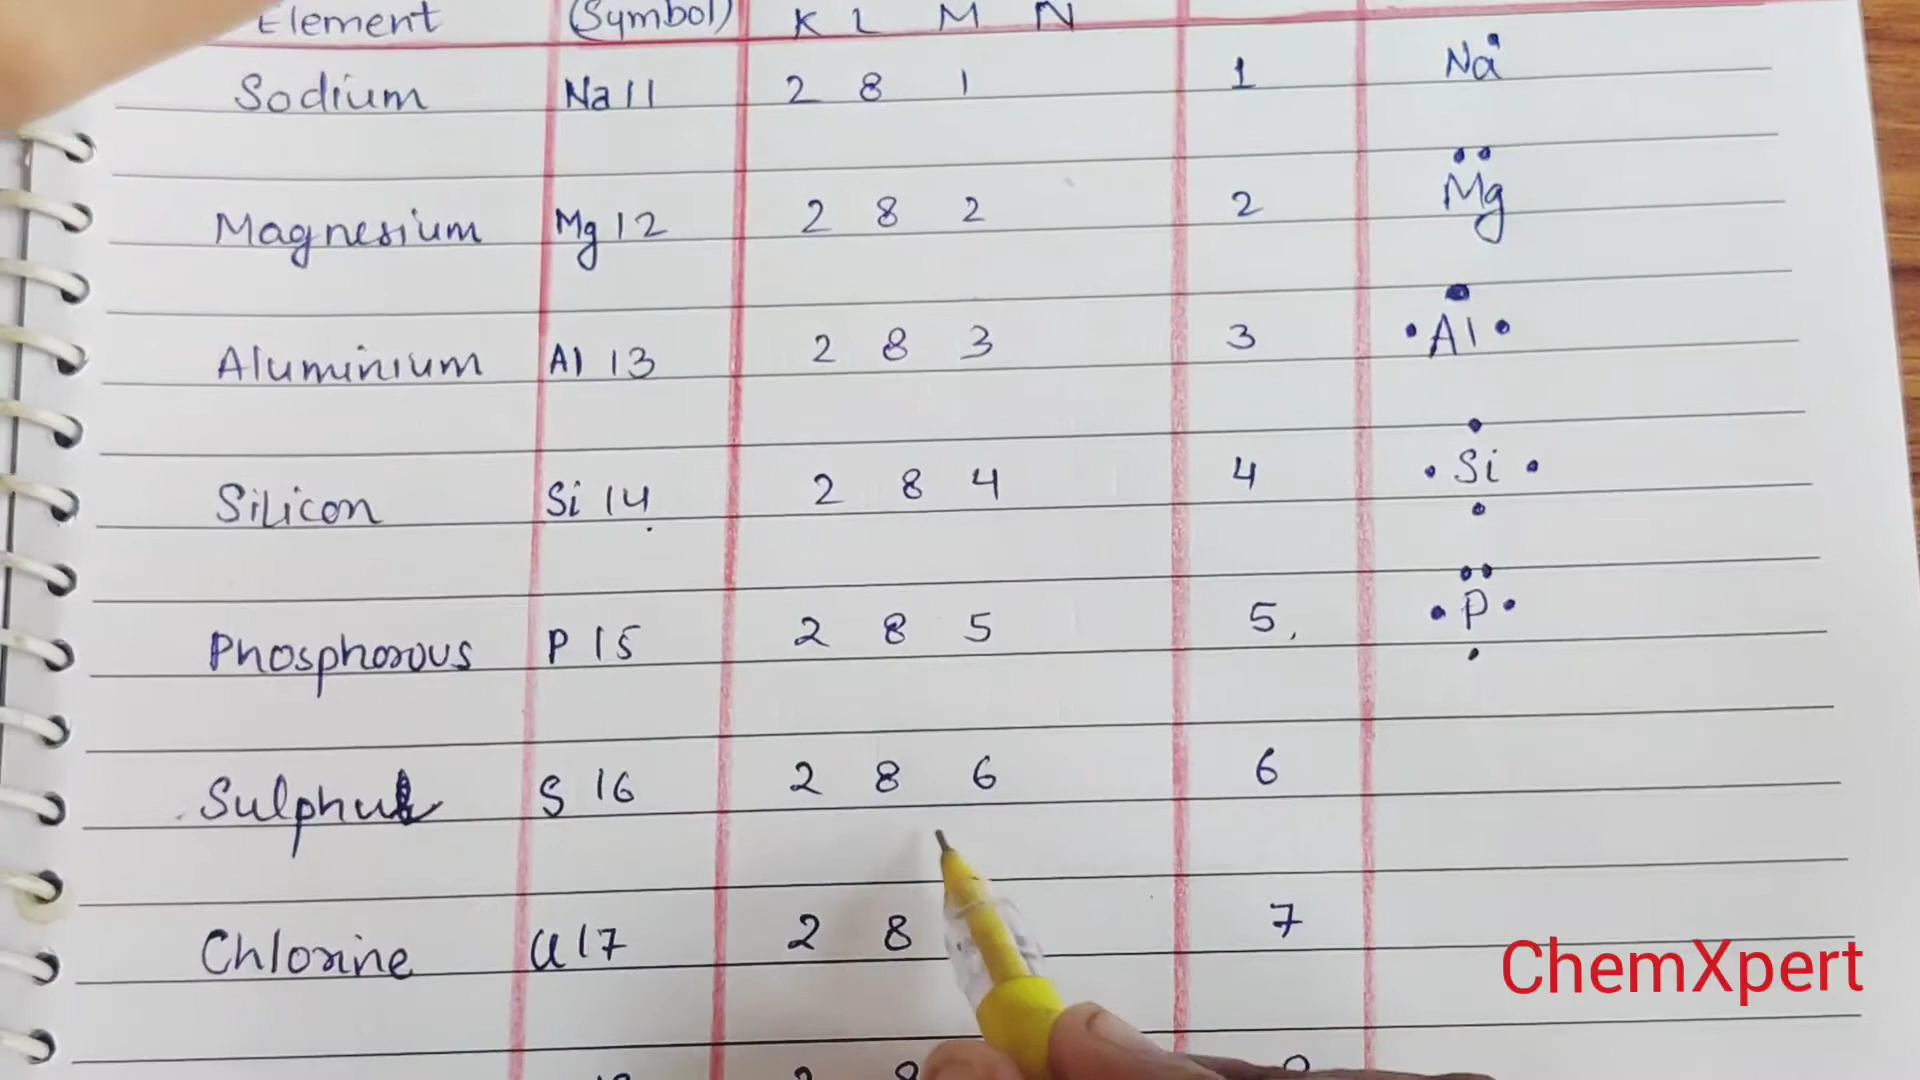 Element (Symbol) K L M N
Sodium Na 11 2 8 1 1 Na
Magnesium Mg 12 2 8 2 2 Mg
Aluminium Al 13 2 8 3 3 Al
Silicon Si 14 2 8 4 4 Si
Phosphorous P 15 2 8 5 5, P
Sulphur S 16 2 8 6 6
Chlorine Cl 17 2 8 7
ChemXpert
2 8